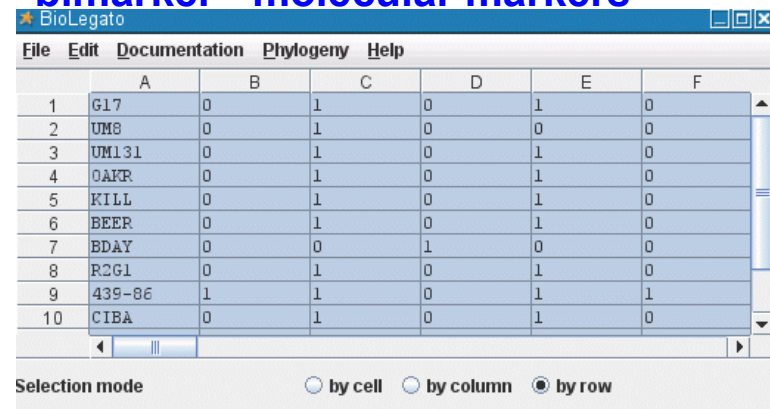 blmarker - molecular markers
BioLegato
File Edit Documentation Phylogeny Help
A B C D E F
1 G17 0 1 0 1 0
2 UM8 0 1 0 0 0
3 UM131 0 1 0 1 0
4 OAKR 0 1 0 1 0
5 KILL 0 1 0 1 0
6 BEER 0 1 0 1 0
7 BDAY 0 0 1 0 0
8 R2G1 0 1 0 1 0
9 439-86 1 1 0 1 1
10 CIBA 0 1 0 1 0
Selection mode by cell by column by row